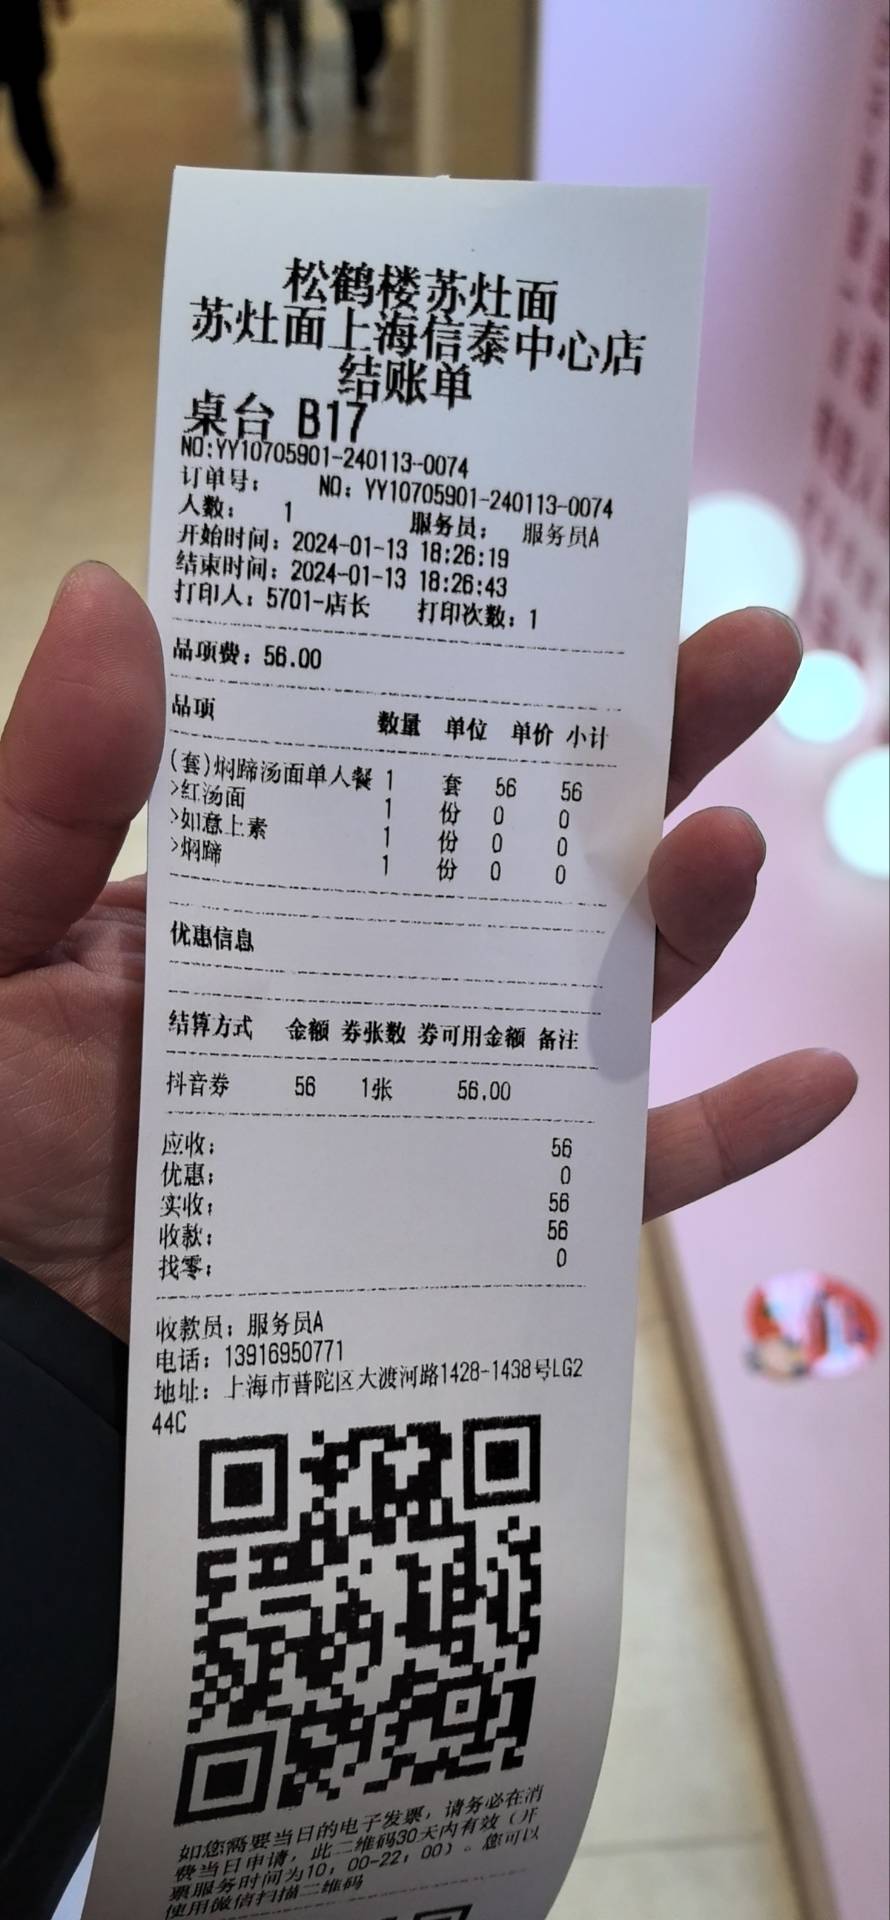 松鹤楼苏灶面
苏灶面上海信泰中心店
结账单
桌台 B17
NO:YY10705901-240113-0074
订单号: NO: YY10705901-240113-0074
人数: 1 服务员: 服务员A
开始时间: 2024-01-13 18:26:19
结束时间: 2024-01-13 18:26:43
打印人: 5701-店长 打印次数: 1
品项费: 56.00
品项 数量 单位 单价 小计
(套)焖蹄汤面单人餐 1 套 56 56
>红汤面 1 份 0 0
>如意上素 1 份 0 0
>焖蹄 1 份 0 0
优惠信息
结算方式 金额 券张数 券可用金额 备注
抖音券 56 1张 56.00
应收: 56
优惠: 0
实收: 56
收款: 56
找零: 0
收款员: 服务员A
电话: 13916950771
地址: 上海市普陀区大渡河路1428-1438号LG2
44C
如您需要当日的电子发票, 请务必在消
费当日申请, 此二维码30天内有效 (开
票服务时间为10: 00-22: 00) 。您可以
使用微信扫描二维码